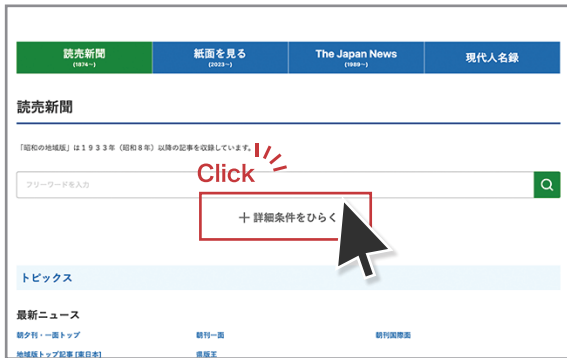 読売新聞
(1874〜)
紙面を見る
(2023〜)
The Japan News
(1989〜)
現代人名録
読売新聞
「昭和の地域版」は1933年（昭和8年）以降の記事を収録しています。
Click
フリーワードを入力
＋詳細条件をひらく
トピックス
最新ニュース
朝夕刊・一面トップ
朝刊一面
朝刊国際面
地域版トップ記事 [東日本]
県版王